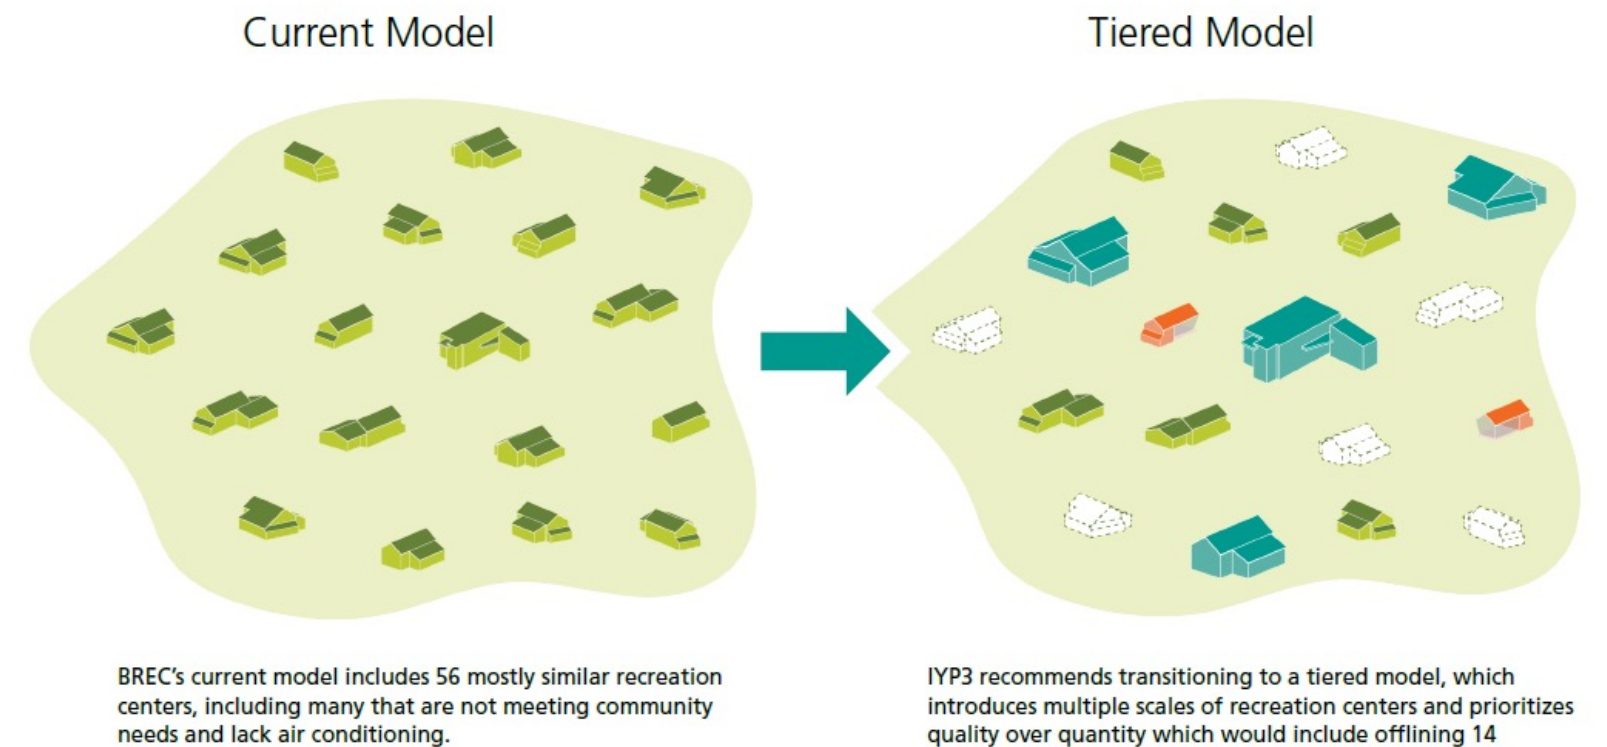 Current Model
Tiered Model
BREC's current model includes 56 mostly similar recreation
centers, including many that are not meeting community
needs and lack air conditioning.
IYP3 recommends transitioning to a tiered model, which
introduces multiple scales of recreation centers and prioritizes
quality over quantity which would include offlining 14